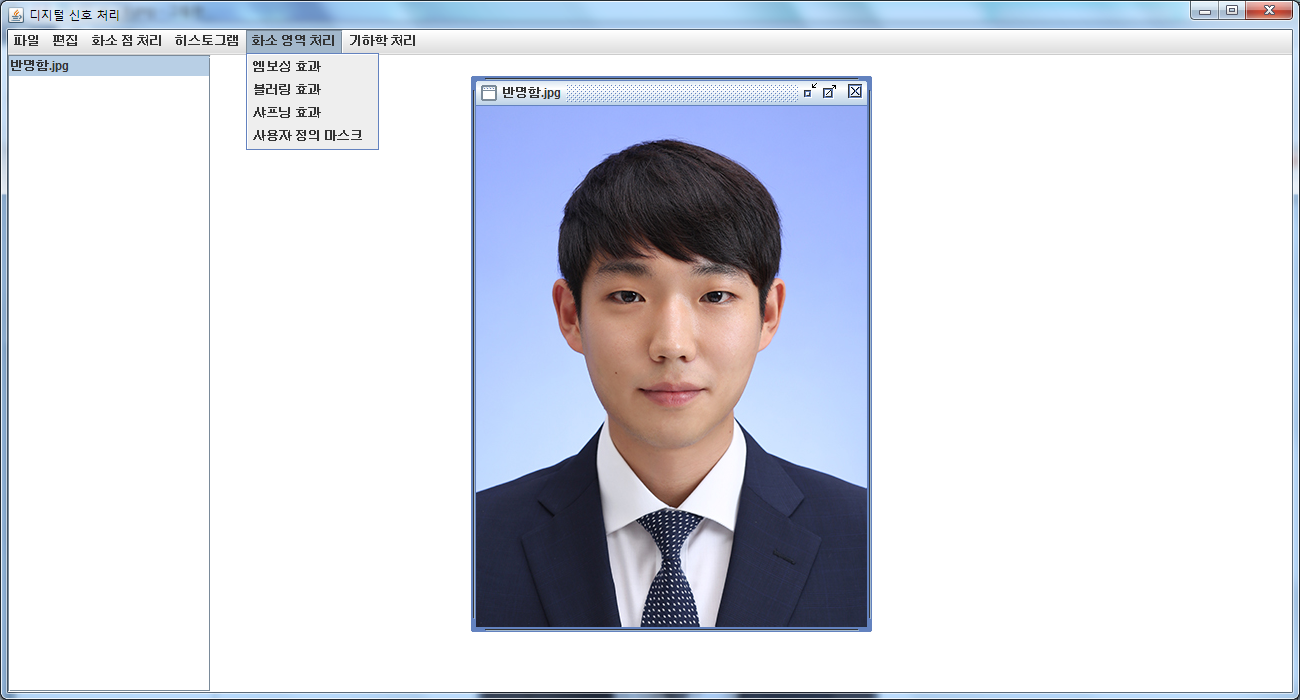 디지털 신호 처리
파일 편집 화소 점 처리 히스토그램 화소 영역 처리 기하학 처리
반명함.jpg
엠보싱 효과
블러링 효과
샤프닝 효과
사용자 정의 마스크
반명함.jpg